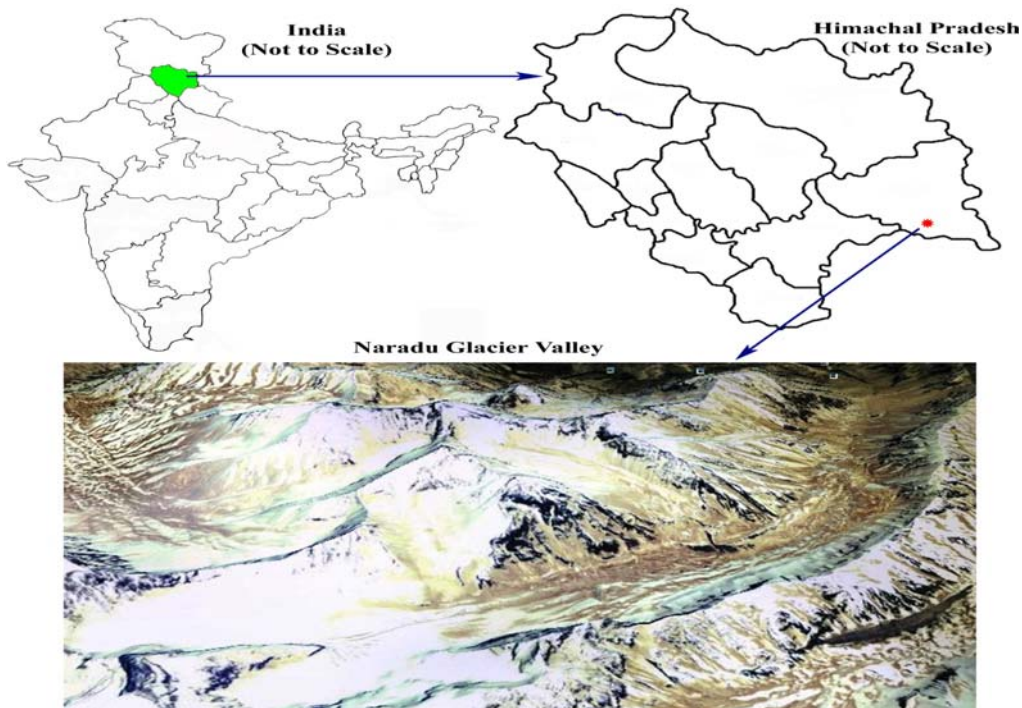 India
(Not to Scale)
Himachal Pradesh
(Not to Scale)
Naradu Glacier Valley